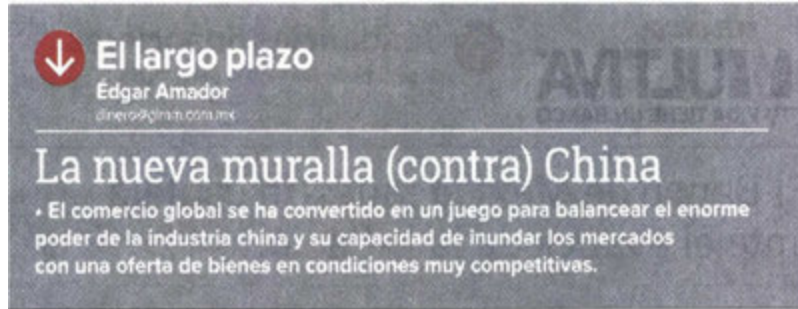 El largo plazo
Édgar Amador
dinero@gimm.com.mx
La nueva muralla (contra) China
• El comercio global se ha convertido en un juego para balancear el enorme
poder de la industria china y su capacidad de inundar los mercados
con una oferta de bienes en condiciones muy competitivas.